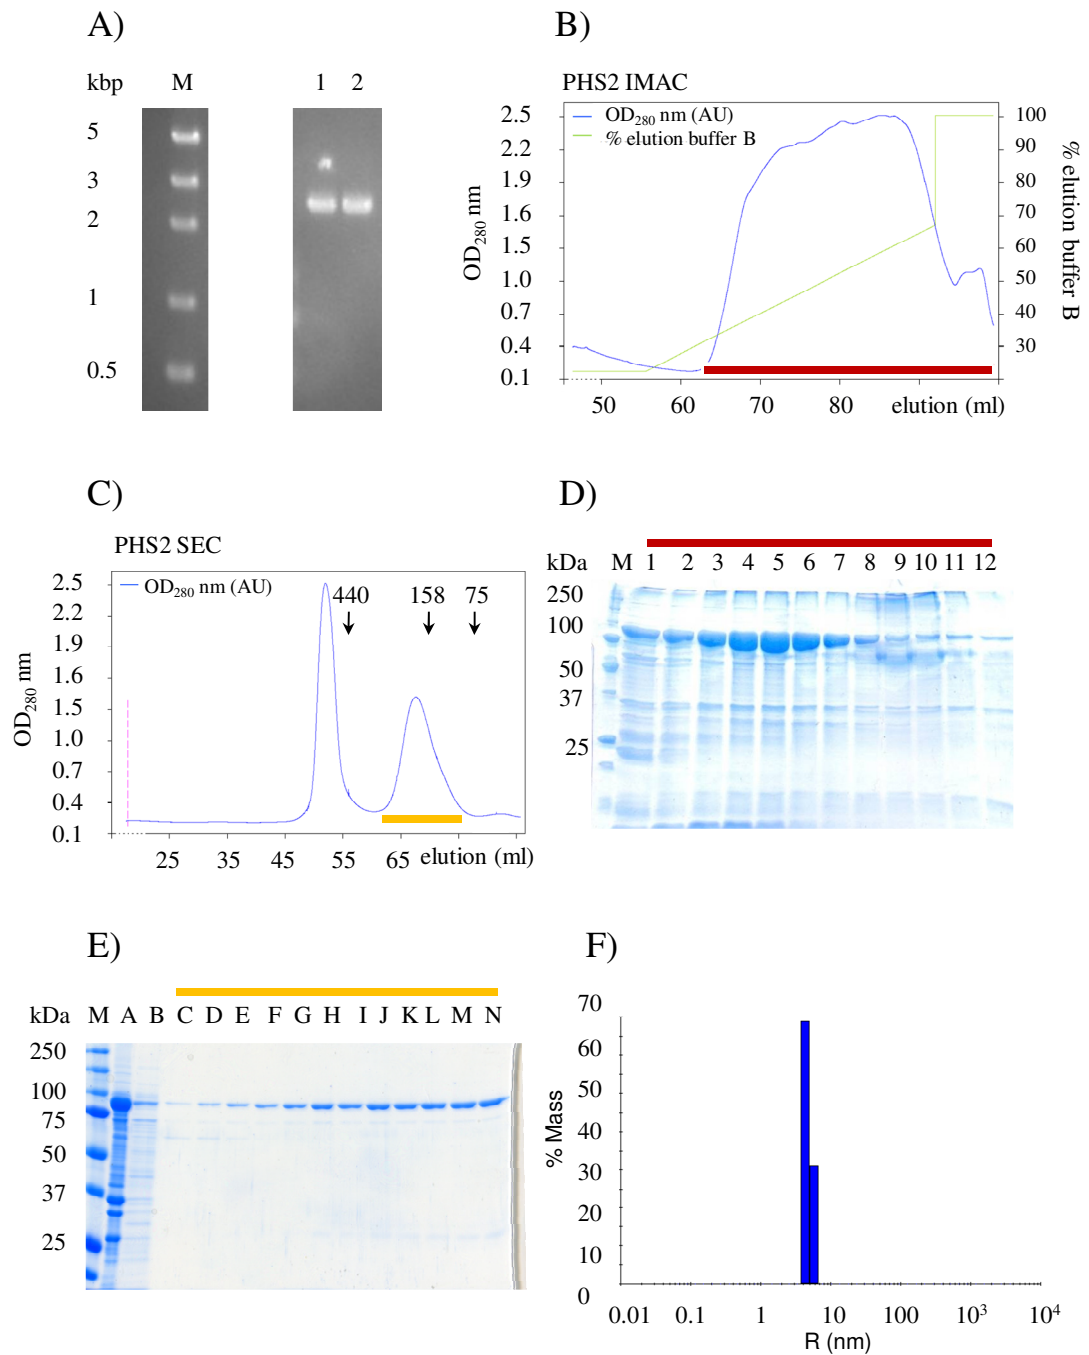 A)
kbp M 1 2
5
3
2
1
0.5
B)
PHS2 IMAC
OD280 nm (AU)
% elution buffer B
OD280 nm
2.5
2.2
1.9
1.6
1.5
1.0
0.7
0.4
0.1
100
90
80
70
60
50
40
30
% elution buffer B
50 60 70 80 elution (ml)
C)
PHS2 SEC
OD280 nm (AU)
440 158 75
OD280 nm
2.5
2.2
1.9
1.6
1.5
1.0
0.7
0.4
0.1
25 35 45 55 65 elution (ml)
D)
kDa M 1 2 3 4 5 6 7 8 9 10 11 12
250
100
50
37
25
E)
kDa M A B C D E F G H I J K L M N
250
100
75
50
37
25
F)
% Mass
70
60
50
40
30
20
10
0
0.01 0.1 1 10 100 10³ 10⁴
R (nm)